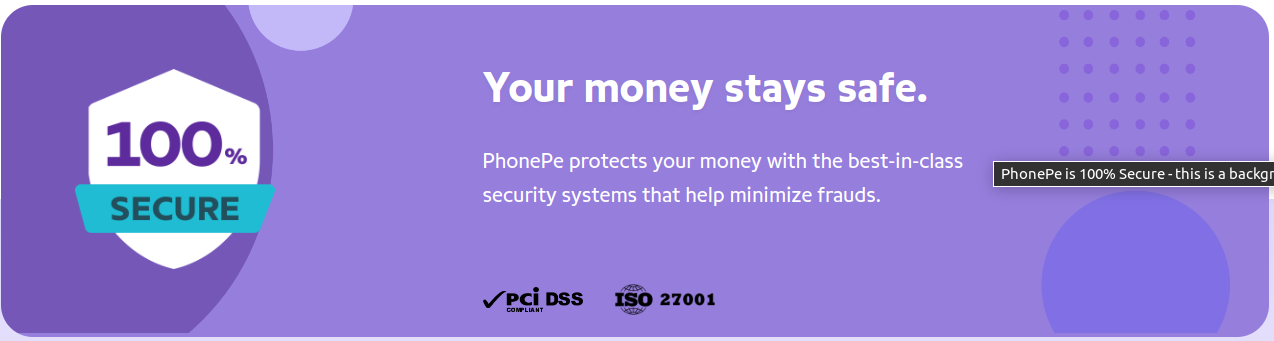 100%
SECURE
Your money stays safe.
PhonePe protects your money with the best-in-class
security systems that help minimize frauds.
PhonePe is 100% Secure - this is a backgr
PCI DSS
COMPLIANT
ISO 27001